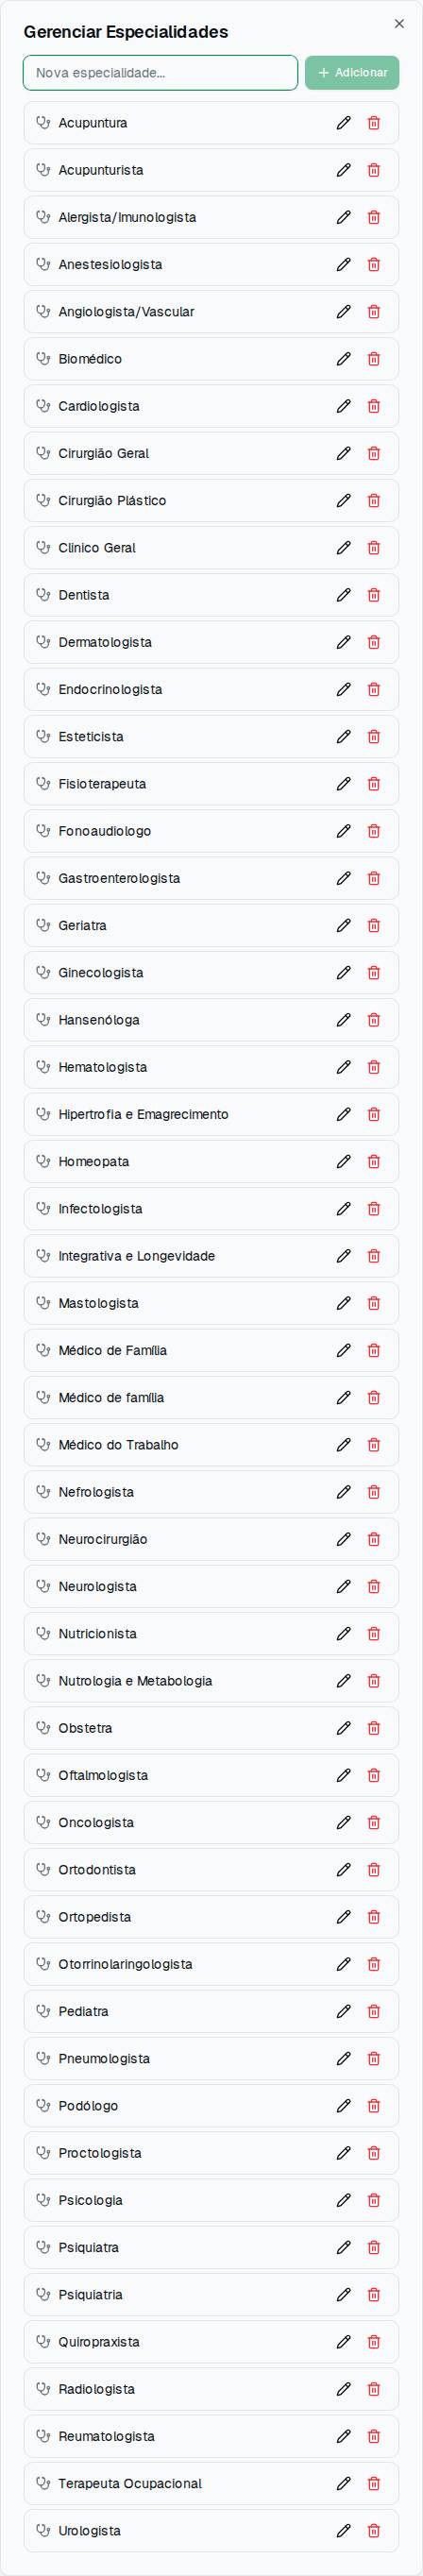 Gerenciar Especialidades
Nova especialidade...
Adicionar
Acupuntura
Acupunturista
Alergista/Imunologista
Anestesiologista
Angiologista/Vascular
Biomédico
Cardiologista
Cirurgião Geral
Cirurgião Plástico
Clinico Geral
Dentista
Dermatologista
Endocrinologista
Esteticista
Fisioterapeuta
Fonoaudiologo
Gastroenterologista
Geriatra
Ginecologista
Hansenóloga
Hematologista
Hipertrofia e Emagrecimento
Homeopata
Infectologista
Integrativa e Longevidade
Mastologista
Médico de Família
Médico de família
Médico do Trabalho
Nefrologista
Neurocirurgião
Neurologista
Nutricionista
Nutrologia e Metabologia
Obstetra
Oftalmologista
Oncologista
Ortodontista
Ortopedista
Otorrinolaringologista
Pediatra
Pneumologista
Podólogo
Proctologista
Psicologia
Psiquiatra
Psiquiatria
Quiropraxista
Radiologista
Reumatologista
Terapeuta Ocupacional
Urologista